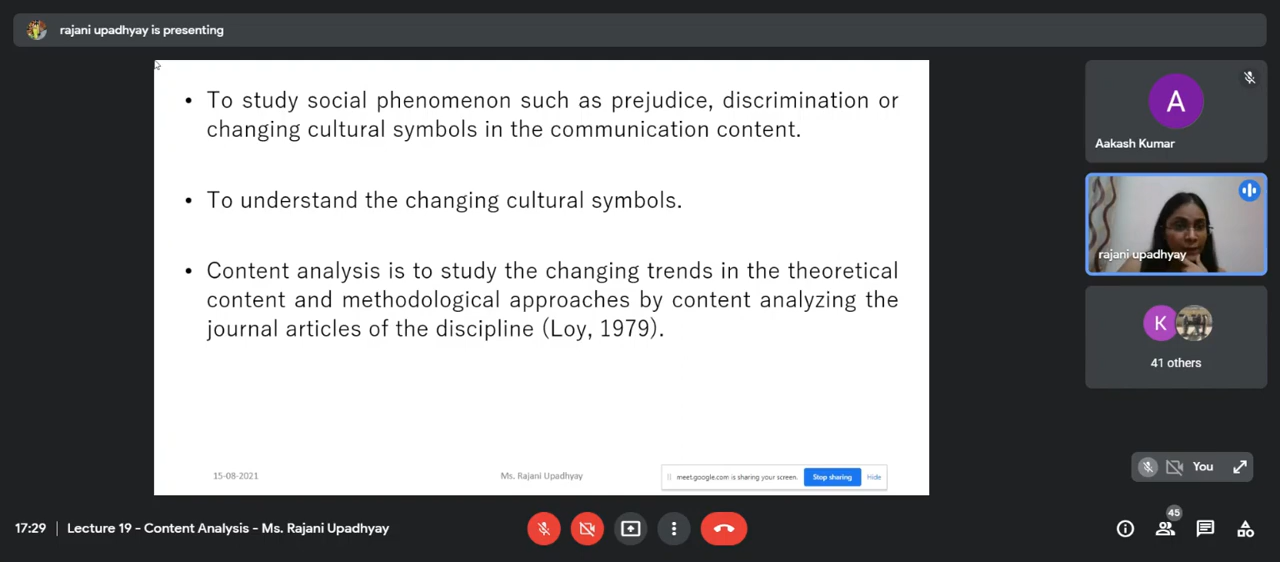 rajani upadhyay is presenting
• To study social phenomenon such as prejudice, discrimination or
changing cultural symbols in the communication content.
• To understand the changing cultural symbols.
• Content analysis is to study the changing trends in the theoretical
content and methodological approaches by content analyzing the
journal articles of the discipline (Loy, 1979).
15-08-2021
Ms. Rajani Upadhyay
meet.google.com is sharing your screen.
Stop sharing
Hide
A
Aakash Kumar
rajani upadhyay
K
41 others
You
17:29 | Lecture 19 - Content Analysis - Ms. Rajani Upadhyay
45